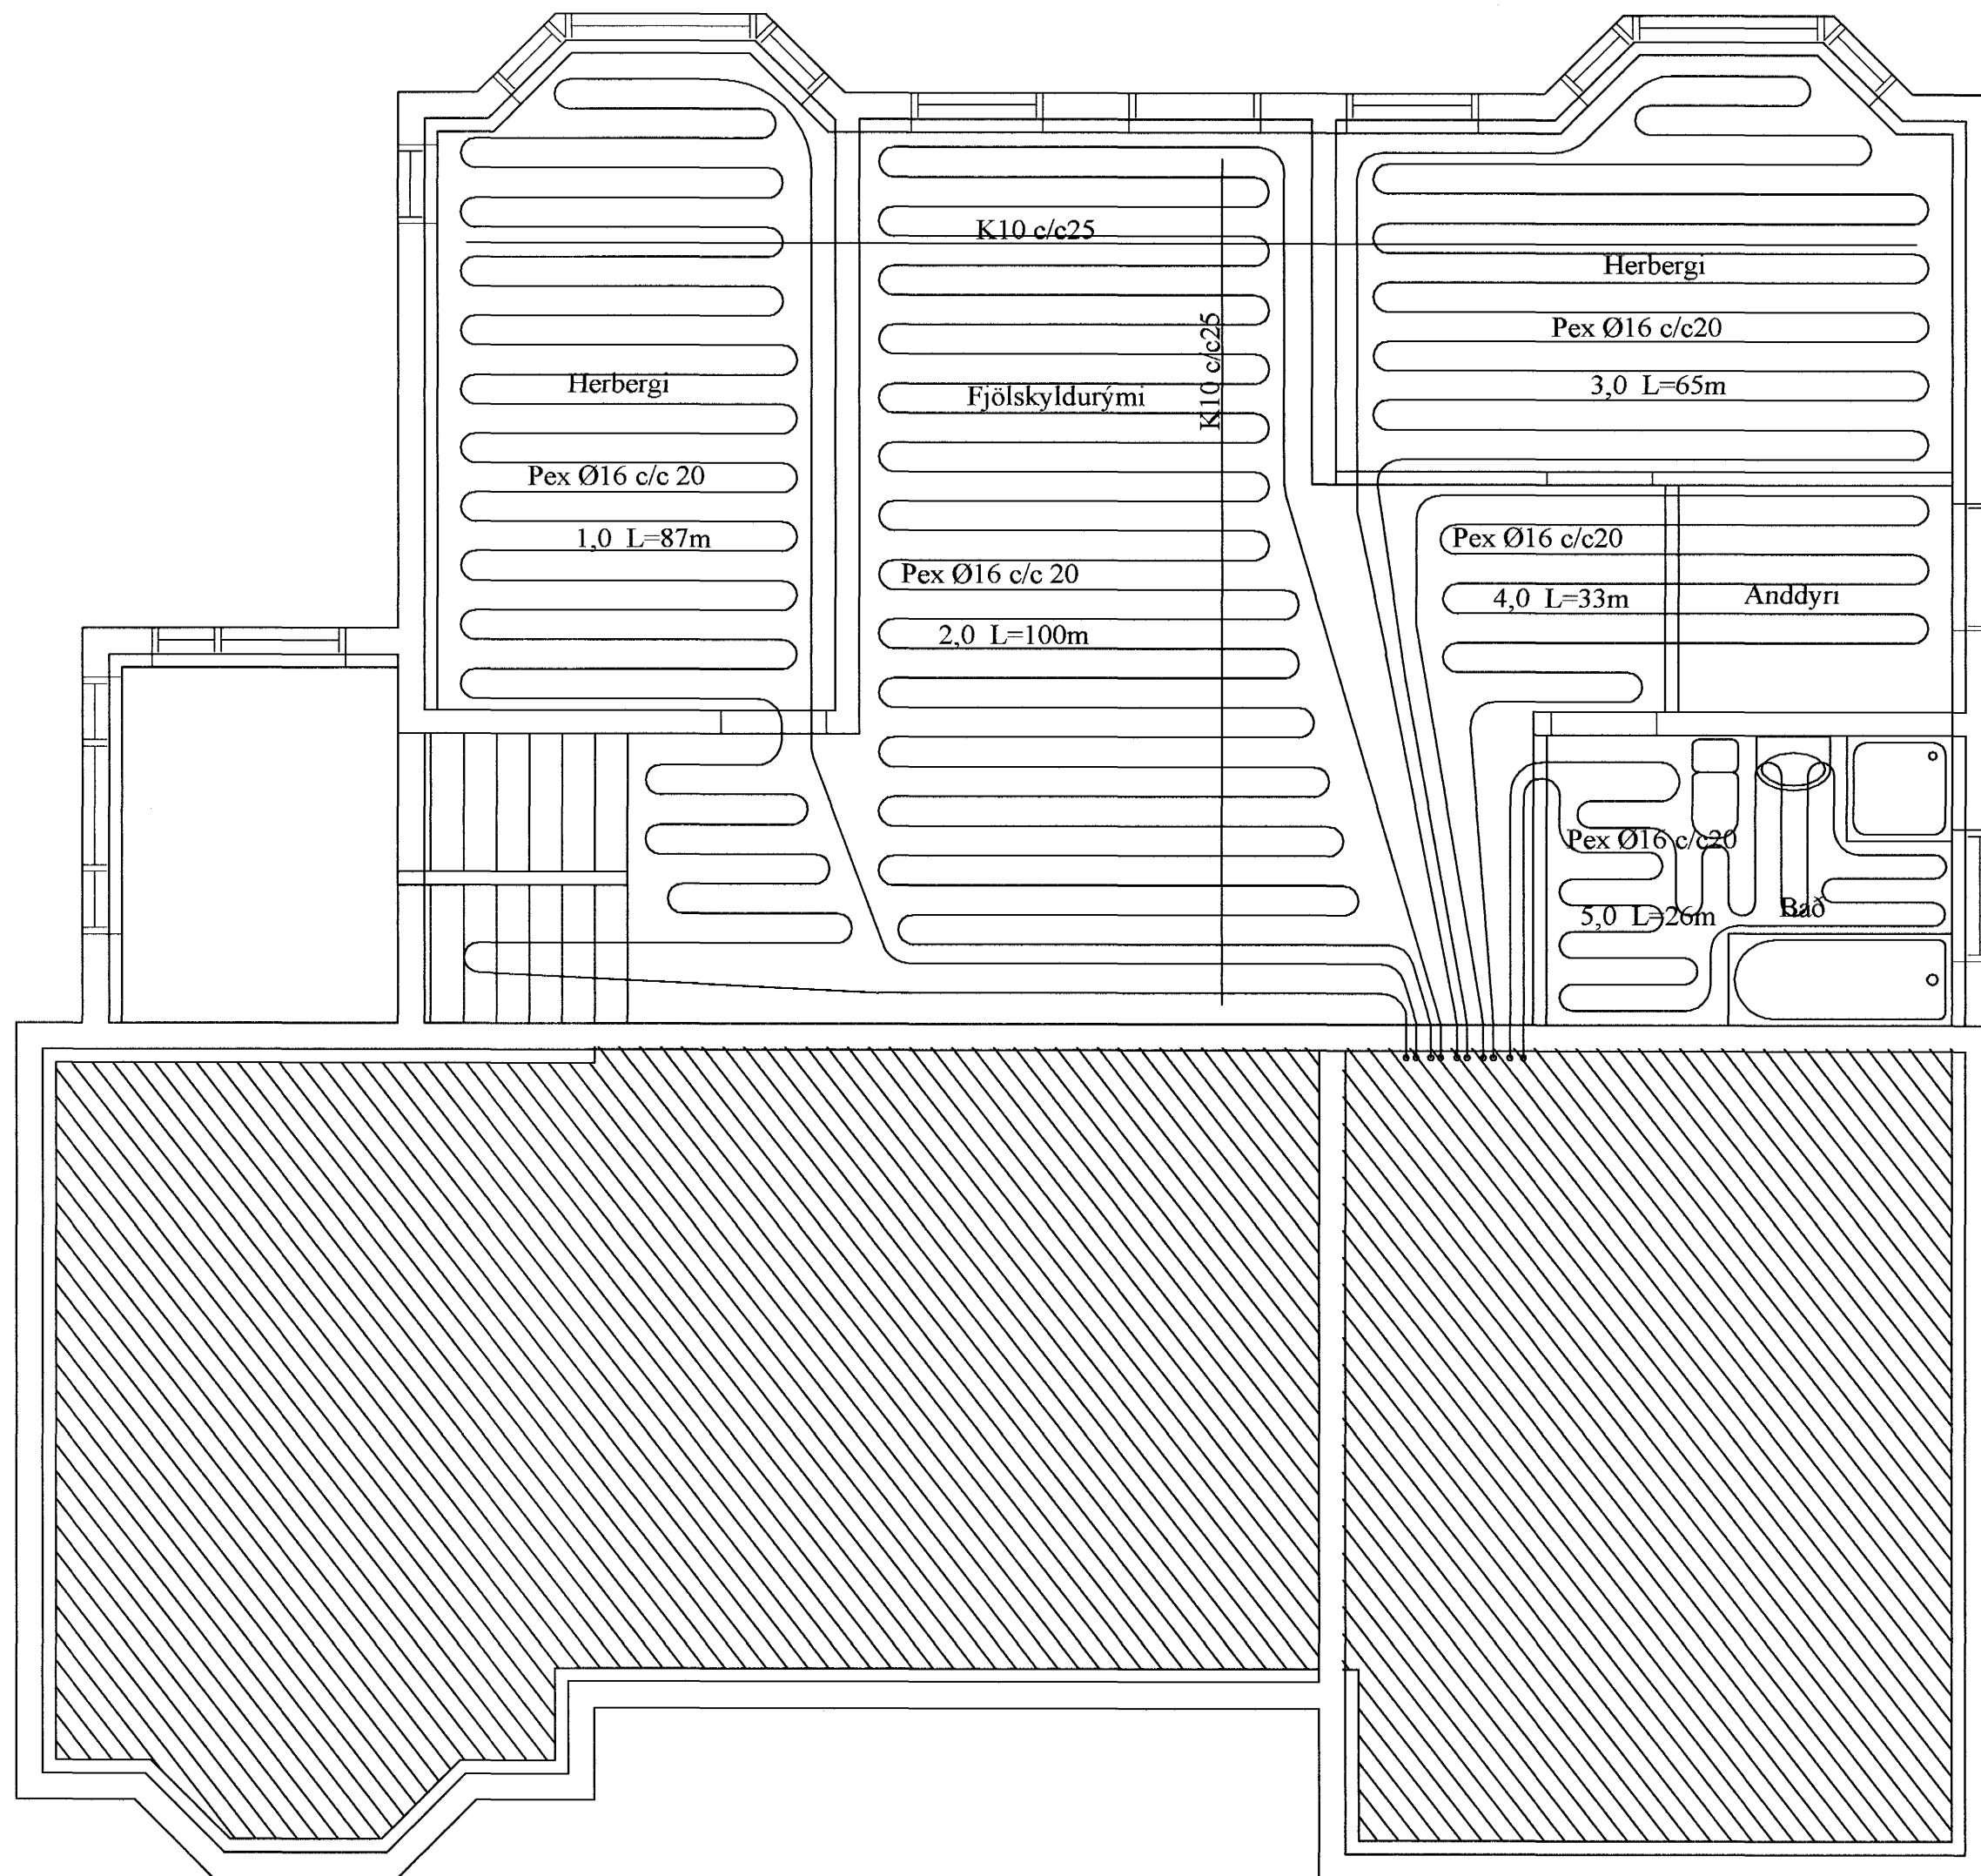 K10 c/c25
Herbergi
K10 c/c25
Pex Ø16 c/c20
3,0 L=65m
Herbergi
Fjölskyldurými
Pex Ø16 c/c 20
1,0 L=87m
Pex Ø16 c/c20
Pex Ø16 c/c 20
4,0 L=33m
Anddyri
2,0 L=100m
Pex Ø16 c/c20
5,0 L=26m
Bað